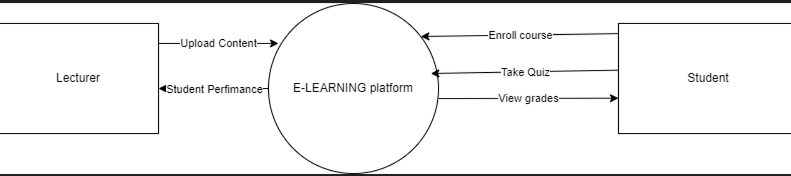 Lecturer
Upload Content
Student Perfimance
E-LEARNING platform
Enroll course
Take Quiz
View grades
Student